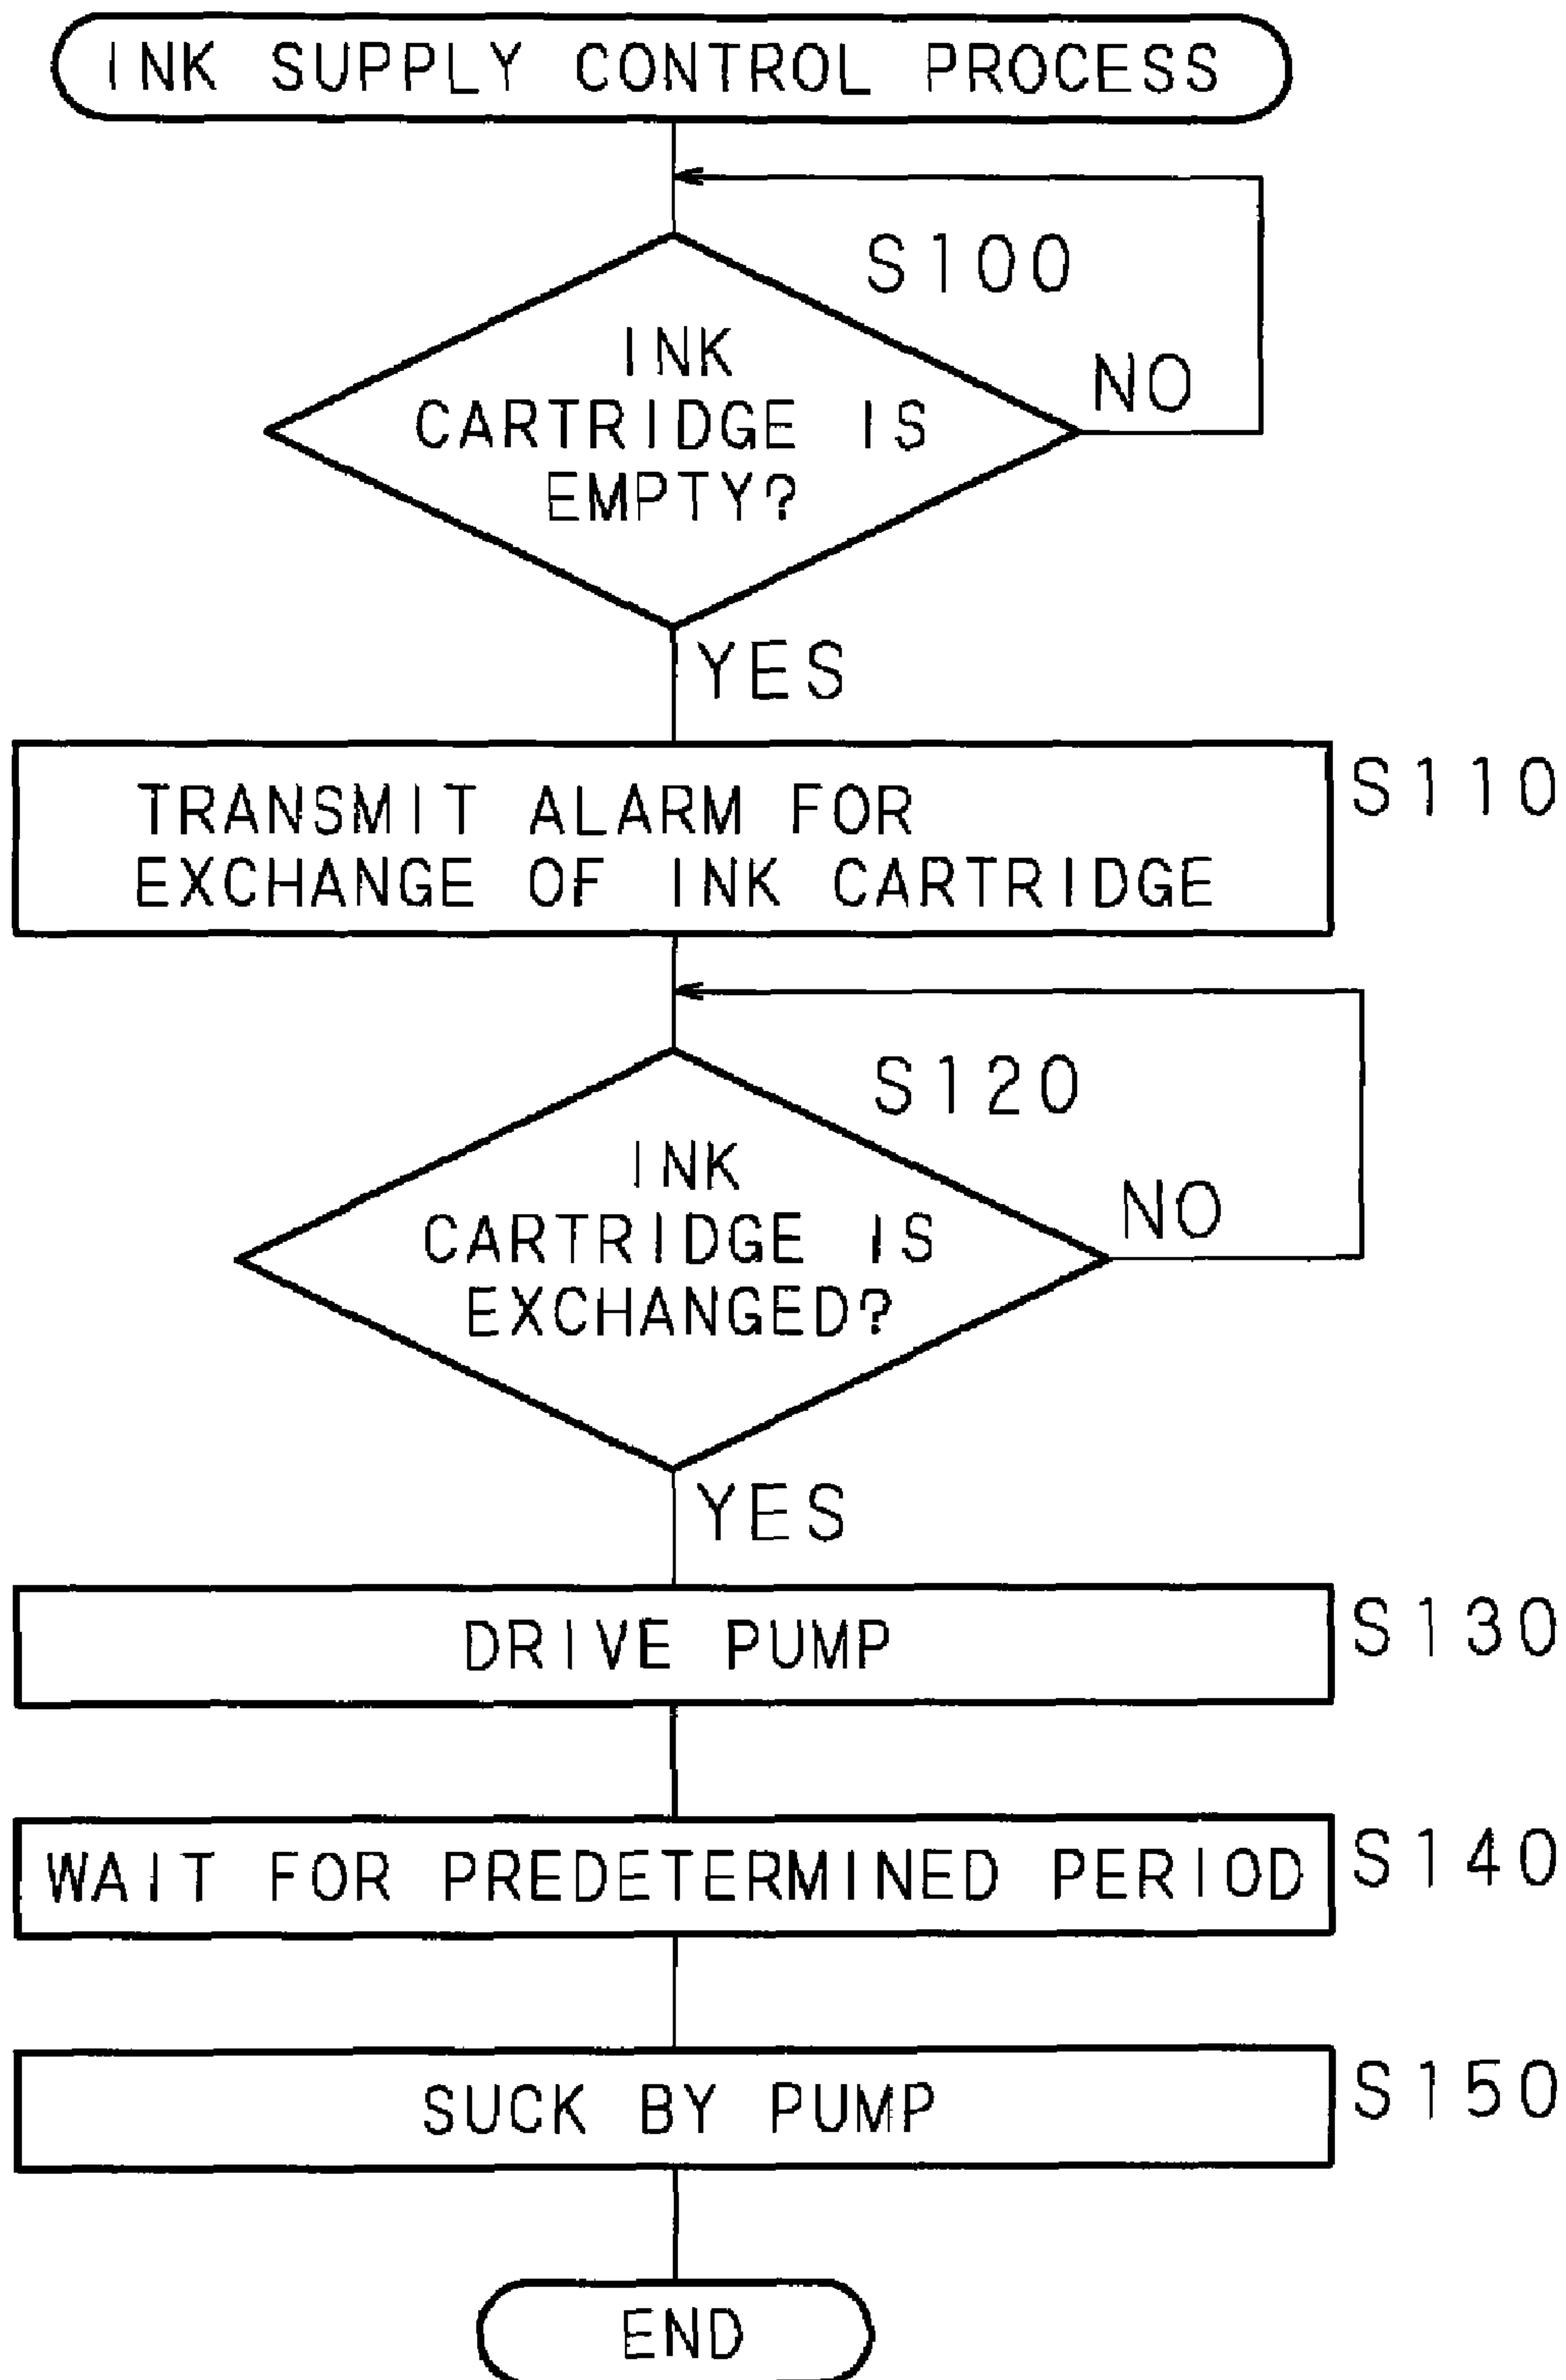 INK SUPPLY CONTROL PROCESS
S100
INK
CARTRIDGE IS
EMPTY?
NO
YES
TRANSMIT ALARM FOR
EXCHANGE OF INK CARTRIDGE
S110
S120
INK
CARTRIDGE IS
EXCHANGED?
NO
YES
DRIVE PUMP
S130
WAIT FOR PREDETERMINED PERIOD
S140
SUCK BY PUMP
S150
END